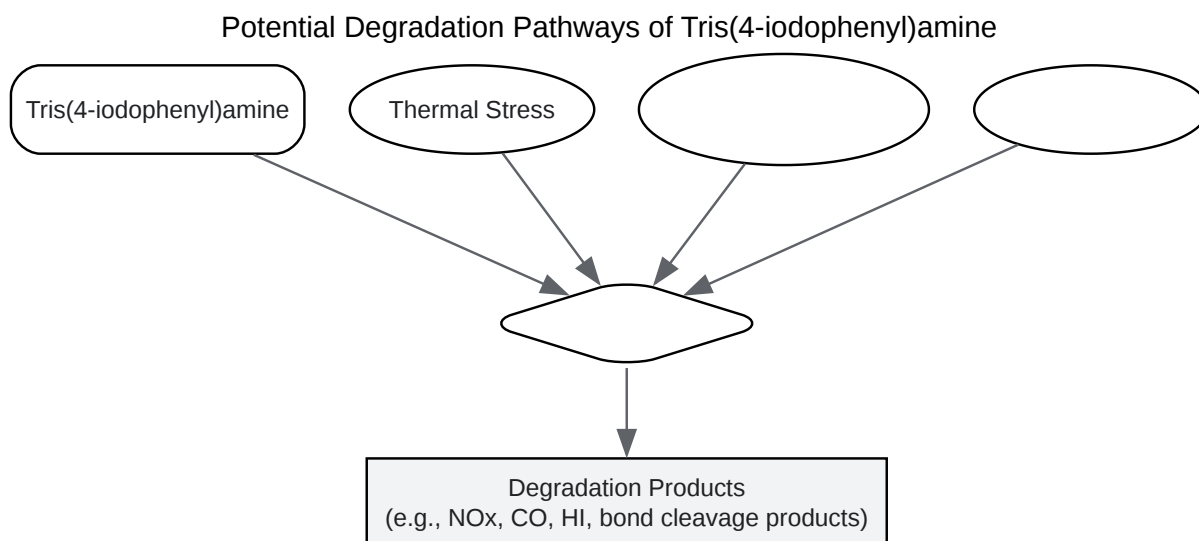 Potential Degradation Pathways of Tris(4-iodophenyl)amine
Tris(4-iodophenyl)amine
Thermal Stress
Degradation Products
(e.g., NOx, CO, HI, bond cleavage products)